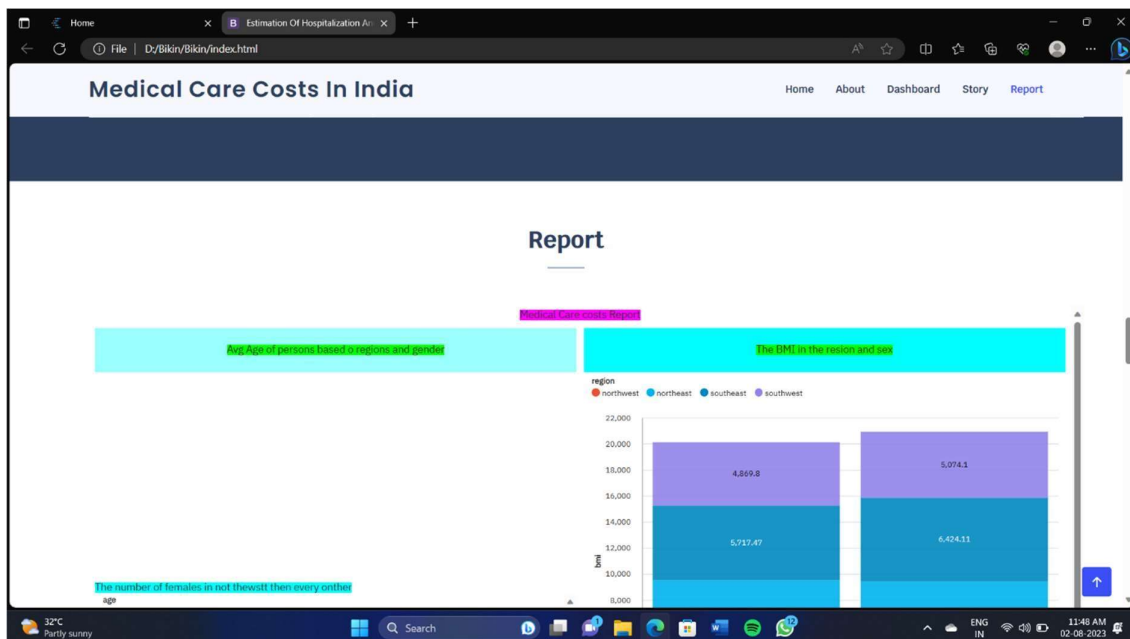 Home
Estimation Of Hospitalization An
File D:/Bikin/Bikin/index.html
Medical Care Costs In India
Home About Dashboard Story Report
Report
Medical Care costs Report
Avg Age of persons based o regions and gender
The BMI in the resion and sex
region
northwest northeast southeast southwest
22,000
20,000
18,000
16,000
14,000
12,000
10,000
8,000
bmi
4,869.8
5,074.1
5,717.47
6,424.11
The number of females in not thewstt then every onther
age
32°C
Partly sunny
Search
12
ENG
IN
11:48 AM
02-08-2023